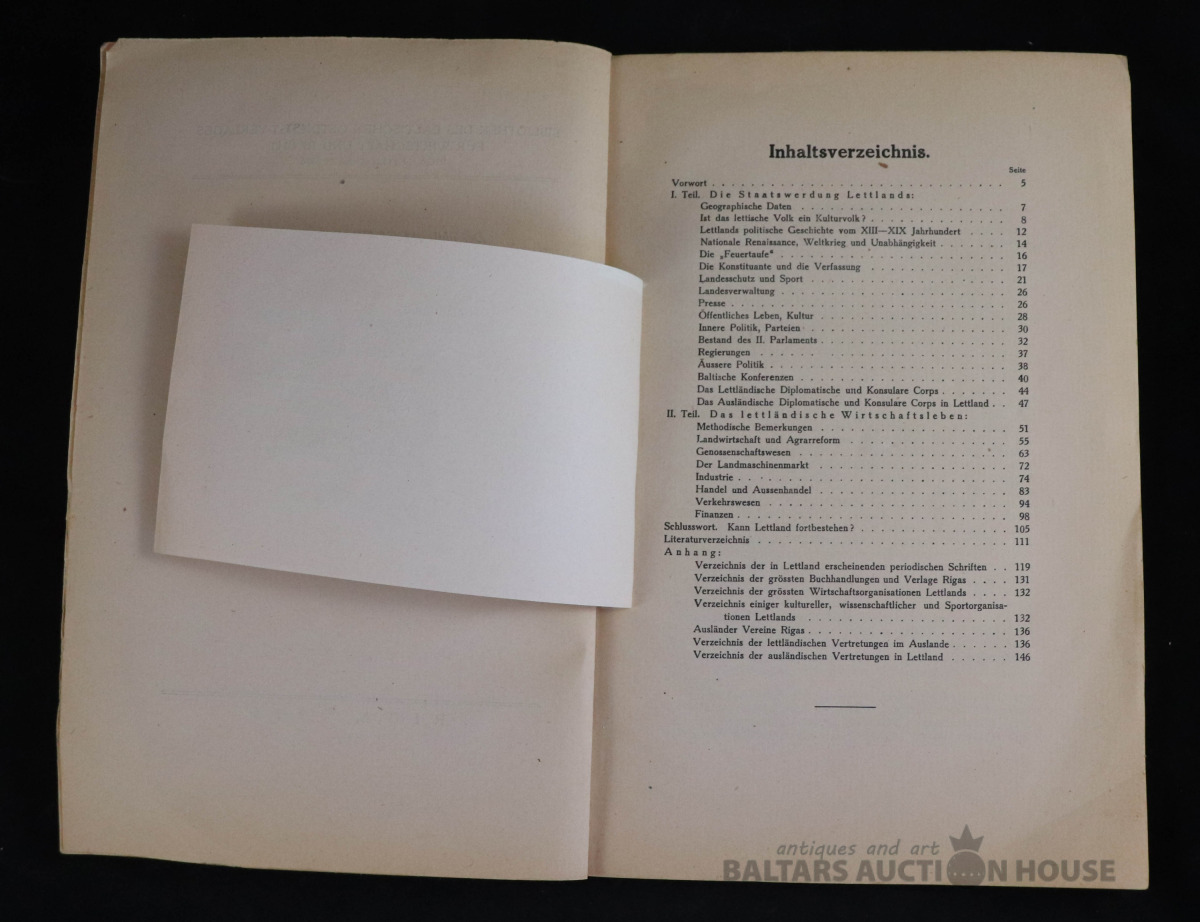 Inhaltsverzeichnis.
Seite
Vorwort . . . . . . . . . . . . . . . . . . . . . . . . . . . . . 5
I. Teil. Die Staatswerdung Lettlands:
Geographische Daten . . . . . . . . . . . . . . . . . . . . . 7
Ist das lettische Volk ein Kulturvolk? . . . . . . . . . . . . . . 8
Lettlands politische Geschichte vom XIII—XIX Jahrhundert . . . . 12
Nationale Renaissance, Weltkrieg und Unabhängigkeit . . . . . . . 14
Die „Feuertaufe“ . . . . . . . . . . . . . . . . . . . . . . . 16
Die Konstituante und die Verfassung . . . . . . . . . . . . . . 17
Landesschutz und Sport . . . . . . . . . . . . . . . . . . . . 21
Landesverwaltung . . . . . . . . . . . . . . . . . . . . . . . 26
Presse . . . . . . . . . . . . . . . . . . . . . . . . . . . . 26
Öffentliches Leben, Kultur . . . . . . . . . . . . . . . . . . . 28
Innere Politik, Parteien . . . . . . . . . . . . . . . . . . . . 30
Bestand des II. Parlaments . . . . . . . . . . . . . . . . . . . 32
Regierungen . . . . . . . . . . . . . . . . . . . . . . . . . 37
Äussere Politik . . . . . . . . . . . . . . . . . . . . . . . . 38
Baltische Konferenzen . . . . . . . . . . . . . . . . . . . . . 40
Das Lettländische Diplomatische und Konsulare Corps . . . . . . . 44
Das Ausländische Diplomatische und Konsulare Corps in Lettland . . 47
II. Teil. Das lettländische Wirtschaftsleben:
Methodische Bemerkungen . . . . . . . . . . . . . . . . . . . 51
Landwirtschaft und Agrarreform . . . . . . . . . . . . . . . . 55
Genossenschaftswesen . . . . . . . . . . . . . . . . . . . . . 63
Der Landmaschinenmarkt . . . . . . . . . . . . . . . . . . . 72
Industrie . . . . . . . . . . . . . . . . . . . . . . . . . . . 74
Handel und Aussenhandel . . . . . . . . . . . . . . . . . . . 83
Verkehrswesen . . . . . . . . . . . . . . . . . . . . . . . . 94
Finanzen . . . . . . . . . . . . . . . . . . . . . . . . . . . 98
Schlusswort. Kann Lettland fortbestehen? . . . . . . . . . . . . . . . 105
Literaturverzeichnis . . . . . . . . . . . . . . . . . . . . . . . . . 111
Anhang:
Verzeichnis der in Lettland erscheinenden periodischen Schriften . . 119
Verzeichnis der grössten Buchhandlungen und Verlage Rigas . . . . 131
Verzeichnis der grössten Wirtschaftsorganisationen Lettlands . . . . 132
Verzeichnis einiger kultureller, wissenschaftlicher und Sportorganisa-
tionen Lettlands . . . . . . . . . . . . . . . . . . . . 132
Ausländer Vereine Rigas . . . . . . . . . . . . . . . . . . . . 136
Verzeichnis der lettländischen Vertretungen im Auslande . . . . . . 136
Verzeichnis der ausländischen Vertretungen in Lettland . . . . . . 146
antiques and art
BALTARS AUCTION HOUSE